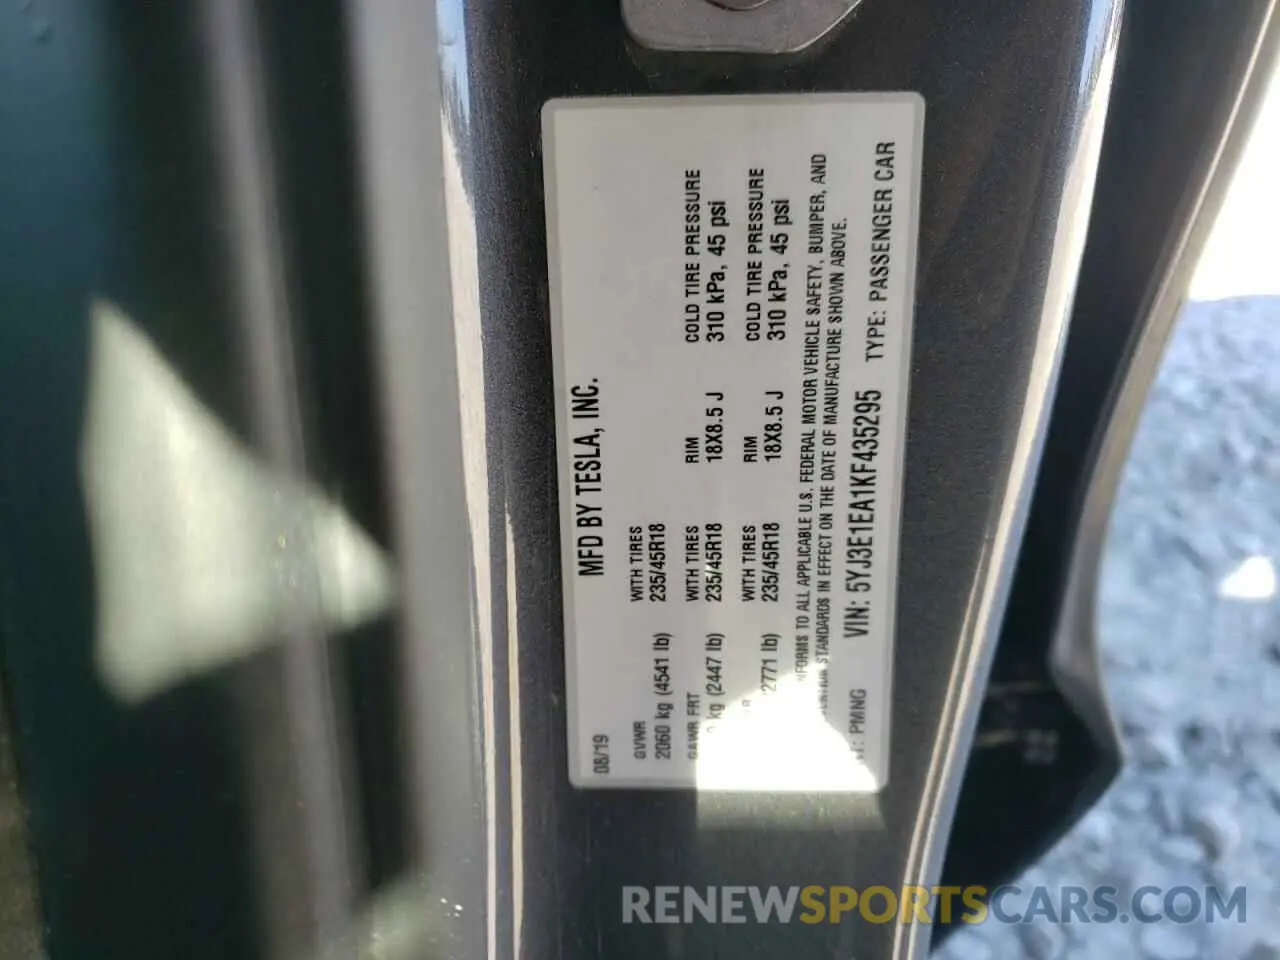 MFD BY TESLA, INC.
08/19
GVWR
2060 kg (4541 lb)
WITH TIRES
235/45R18
GAWR FRT
kg (2447 lb)
WITH TIRES
235/45R18
RIM
18X8.5 J
COLD TIRE PRESSURE
310 kPa, 45 psi
2771 lb)
WITH TIRES
235/45R18
RIM
18X8.5 J
COLD TIRE PRESSURE
310 kPa, 45 psi
TO ALL APPLICABLE U.S. FEDERAL MOTOR VEHICLE SAFETY, BUMPER, AND
STANDARDS IN EFFECT ON THE DATE OF MANUFACTURE SHOWN ABOVE.
PMNG VIN: 5YJ3E1EA1KF435295 TYPE: PASSENGER CAR
RENEWSPORTSCARS.COM